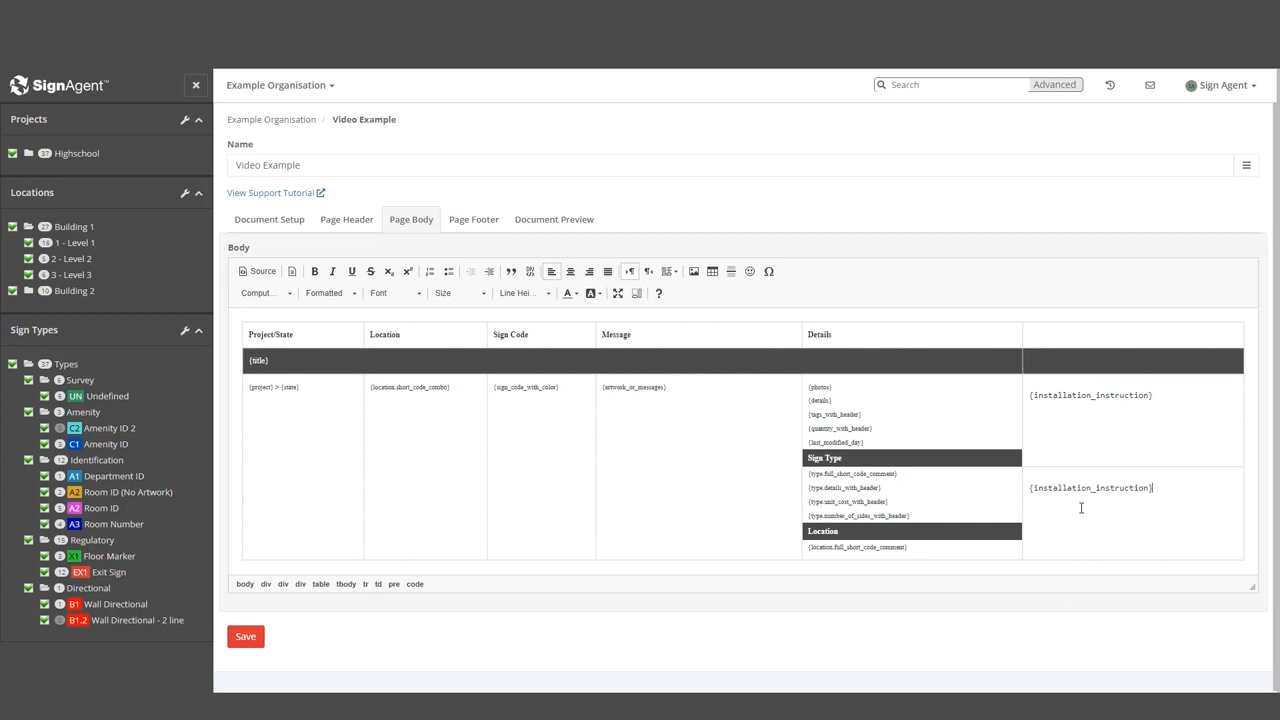 SignAgent™
Example Organisation
Search
Advanced
SA
Sign Agent
Projects
37 Highschool
Locations
27 Building 1
16 1 - Level 1
6 2 - Level 2
5 3 - Level 3
10 Building 2
Sign Types
37 Types
5 Survey
5 UN Undefined
3 Amenity
C2 Amenity ID 2
3 C1 Amenity ID
12 Identification
1 A1 Department ID
2 A2 Room ID (No Artwork)
5 A2 Room ID
4 A3 Room Number
15 Regulatory
3 X1 Floor Marker
12 EX1 Exit Sign
Directional
1 B1 Wall Directional
B1.2 Wall Directional - 2 line
Example Organisation / Video Example
Name
Video Example
View Support Tutorial
Document Setup
Page Header
Page Body
Page Footer
Document Preview
Body
Source
B I U S x₂ x²
Comput...
Formatted
Font
Size
Line Hei...
A
A
?
Project/State
Location
Sign Code
Message
Details
{title}
{project} > {state}
{location.short_code_combo}
{sign_code_with_color}
{artwork_or_messages}
{photos}
{details}
{tags_with_header}
{quantity_with_header}
{last_modified_day}
Sign Type
{type.full_short_code_comment}
{type.details_with_header}
{type.unit_cost_with_header}
{type.number_of_sides_with_header}
Location
{location.full_short_code_comment}
{installation_instruction}
{installation_instruction}
body div div div table tbody tr td pre code
Save